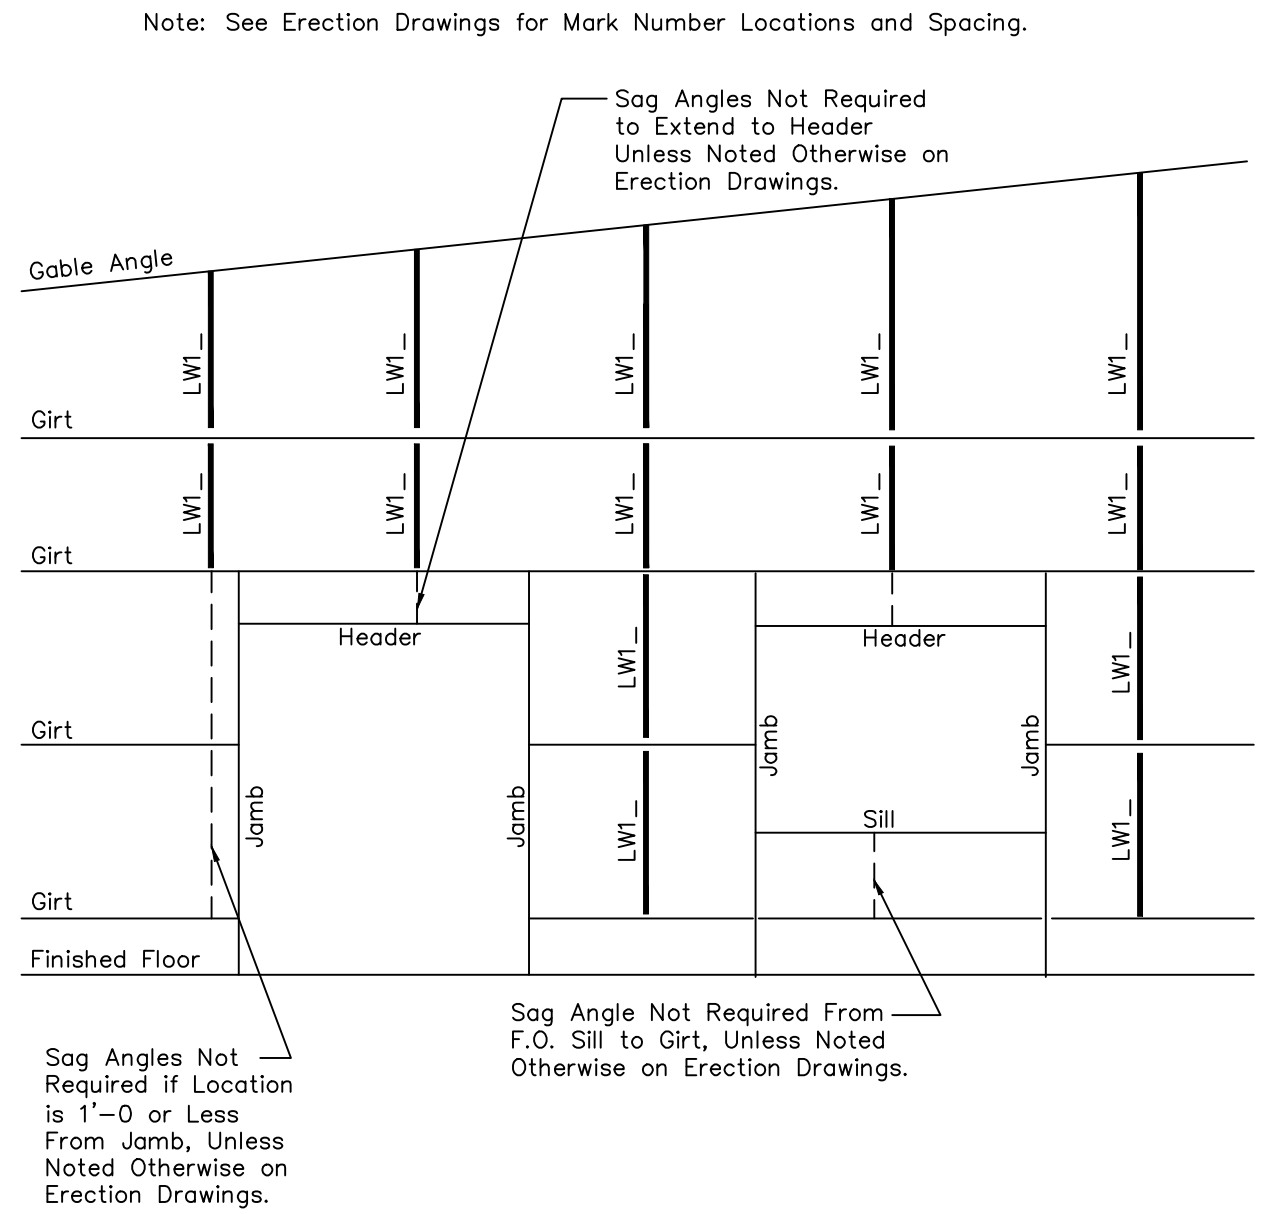 Note: See Erection Drawings for Mark Number Locations and Spacing.
Sag Angles Not Required
to Extend to Header
Unless Noted Otherwise on
Erection Drawings.
Gable Angle
LW1_
LW1_
LW1_
LW1_
LW1_
Girt
LW1_
LW1_
LW1_
LW1_
LW1_
Girt
Header
Header
LW1_
LW1_
Girt
Jamb
Jamb
Jamb
Jamb
Sill
LW1_
LW1_
Girt
Finished Floor
Sag Angle Not Required From
F.O. Sill to Girt, Unless Noted
Otherwise on Erection Drawings.
Sag Angles Not
Required if Location
is 1'-0 or Less
From Jamb, Unless
Noted Otherwise on
Erection Drawings.